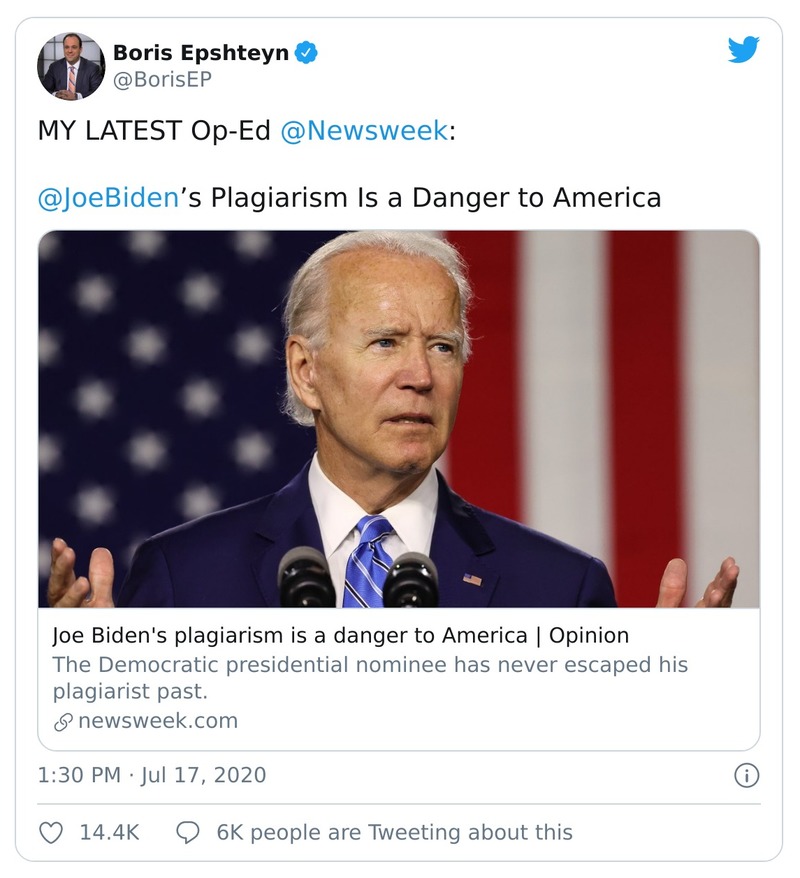 Boris Epshteyn
@BorisEP
MY LATEST Op-Ed @Newsweek:
@JoeBiden’s Plagiarism Is a Danger to America
Joe Biden's plagiarism is a danger to America | Opinion
The Democratic presidential nominee has never escaped his
plagiarist past.
newsweek.com
1:30 PM · Jul 17, 2020
14.4K
6K people are Tweeting about this